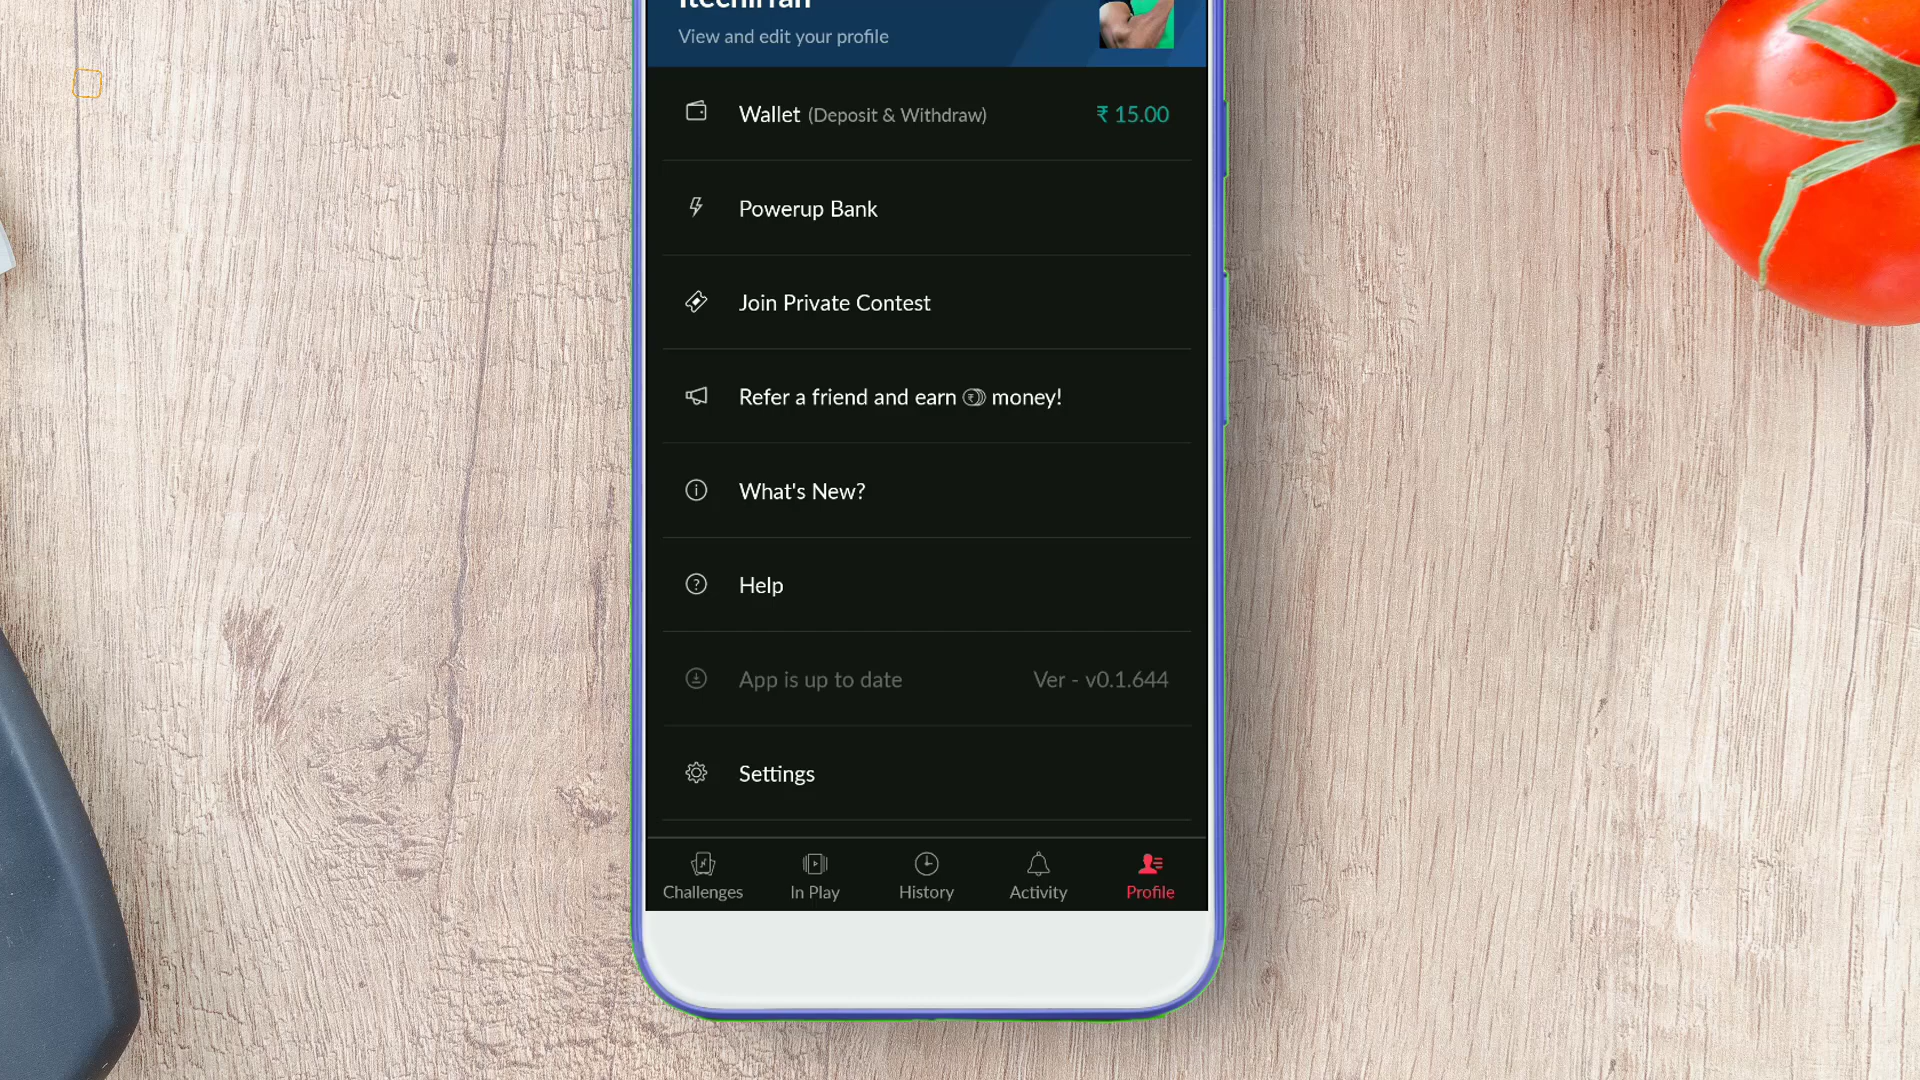 View and edit your profile
Wallet (Deposit & Withdraw) ₹ 15.00
Powerup Bank
Join Private Contest
Refer a friend and earn money!
What's New?
Help
App is up to date Ver - v0.1.644
Settings
Challenges In Play History Activity Profile